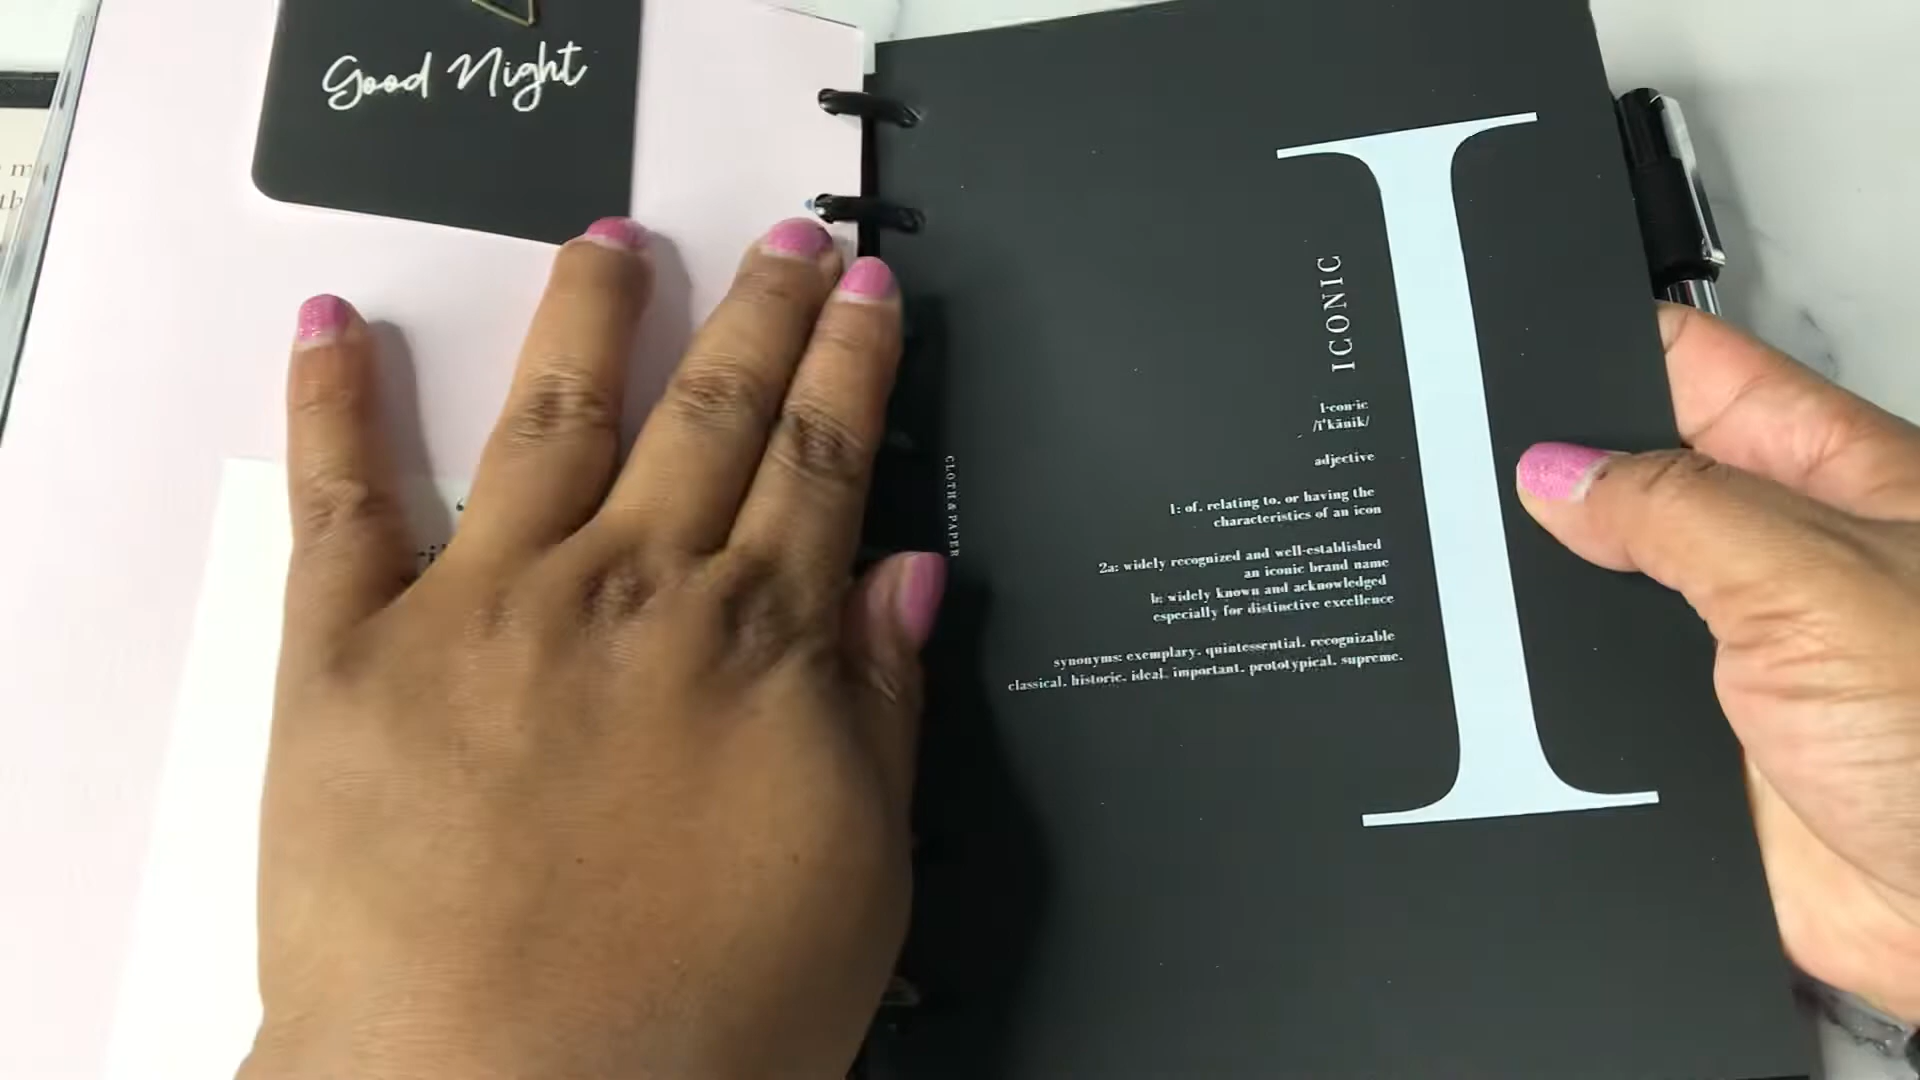 Good Night
I
ICONIC
I·con·ic
/ī'känik/
adjective
1: of, relating to, or having the
characteristics of an icon
2a: widely recognized and well-established
an iconic brand name
b: widely known and acknowledged
especially for distinctive excellence
synonyms: exemplary, quintessential, recognizable
classical, historic, ideal, important, prototypical, supreme.
CLOTH & PAPER